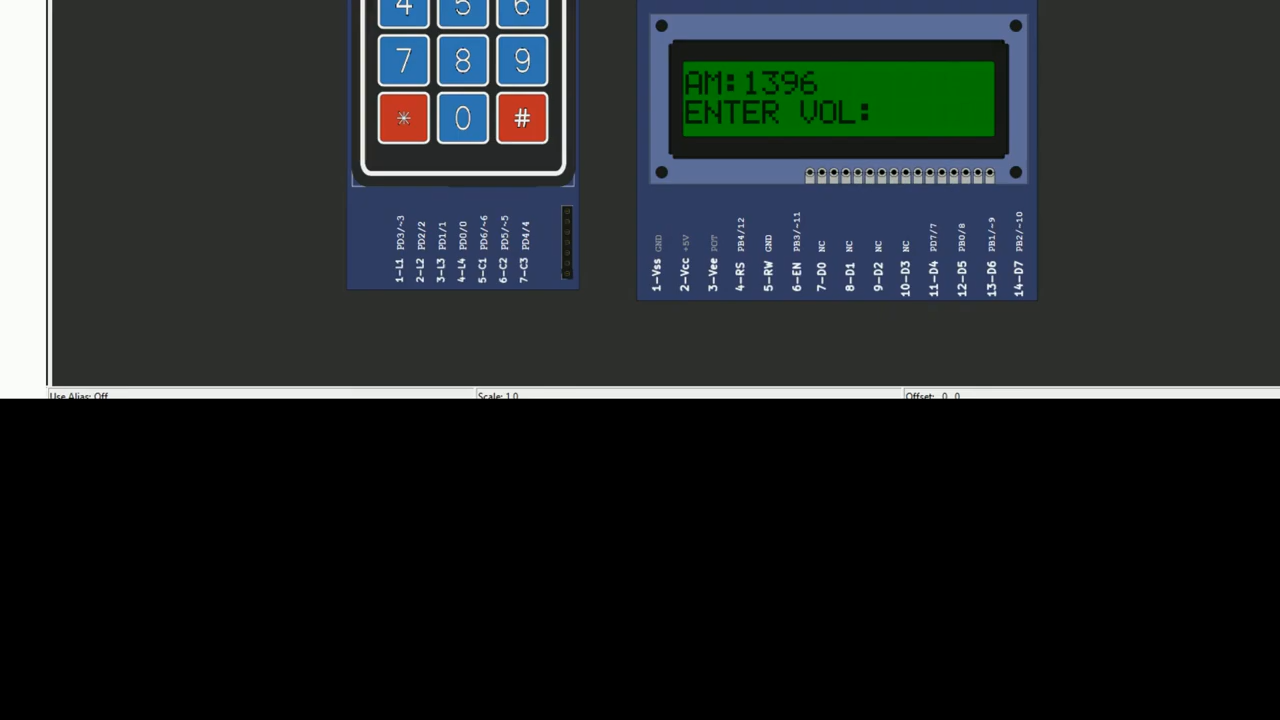 4 5 6
7 8 9
* 0 #
AM:1396
ENTER VOL:
1-L1 PD3/~3
2-L2 PD2/2
3-L3 PD1/1
4-L4 PD0/0
5-C1 PD6/~6
6-C2 PD5/~5
7-C3 PD4/4
1-Vss GND
2-Vcc +5V
3-Vee POT
4-RS PB4/12
5-RW GND
6-EN PB3/~11
7-D0 NC
8-D1 NC
9-D2 NC
10-D3 NC
11-D4 PD7/7
12-D5 PB0/8
13-D6 PB1/~9
14-D7 PB2/~10
Use Alias: Off
Scale: 1.0
Offset: 0, 0